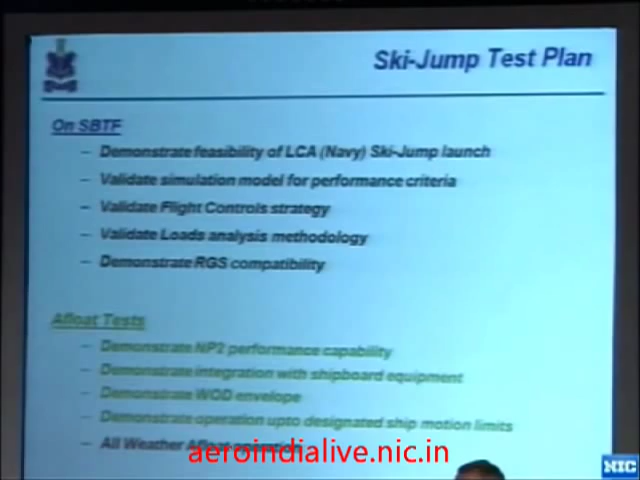 Ski-Jump Test Plan
On SBTF
– Demonstrate feasibility of LCA (Navy) Ski-Jump launch
– Validate simulation model for performance criteria
– Validate Flight Controls strategy
– Validate Loads analysis methodology
– Demonstrate RGS compatibility
Afloat Tests
– Demonstrate NP2 performance capability
– Demonstrate integration with shipboard equipment
– Demonstrate WOD envelope
– Demonstrate operation upto designated ship motion limits
– All Weather Afloat
aeroindialive.nic.in
NIC